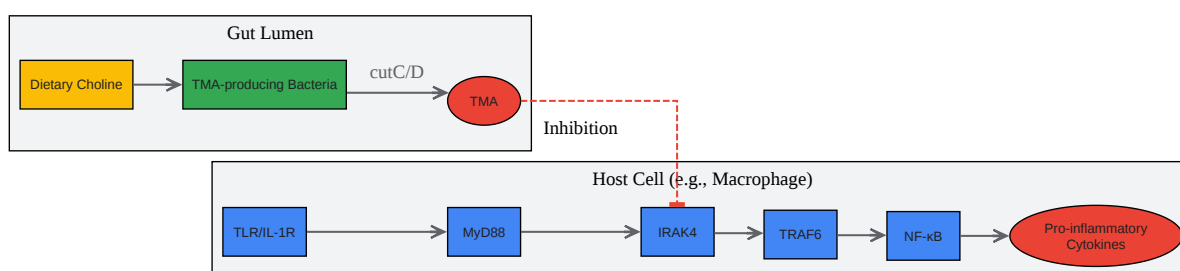 Gut Lumen
Dietary Choline
TMA-producing Bacteria
cutC/D
TMA
Inhibition
Host Cell (e.g., Macrophage)
TLR/IL-1R
MyD88
IRAK4
TRAF6
NF-κB
Pro-inflammatory
Cytokines